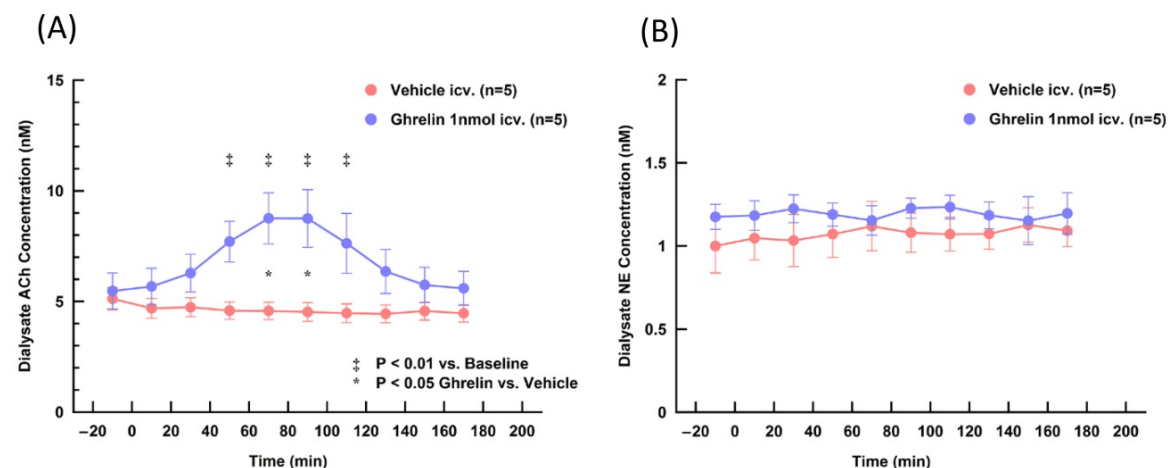 (A)
15
10
5
0
Dialysate ACh Concentration (nM)
Vehicle icv. (n=5)
Ghrelin 1nmol icv. (n=5)
‡ ‡ ‡ ‡
* *
‡ P < 0.01 vs. Baseline
* P < 0.05 Ghrelin vs. Vehicle
–20 0 20 40 60 80 100 120 140 160 180 200
Time (min)
(B)
2
1.5
1
0.5
0
Dialysate NE Concentration (nM)
Vehicle icv. (n=5)
Ghrelin 1nmol icv. (n=5)
–20 0 20 40 60 80 100 120 140 160 180 200
Time (min)